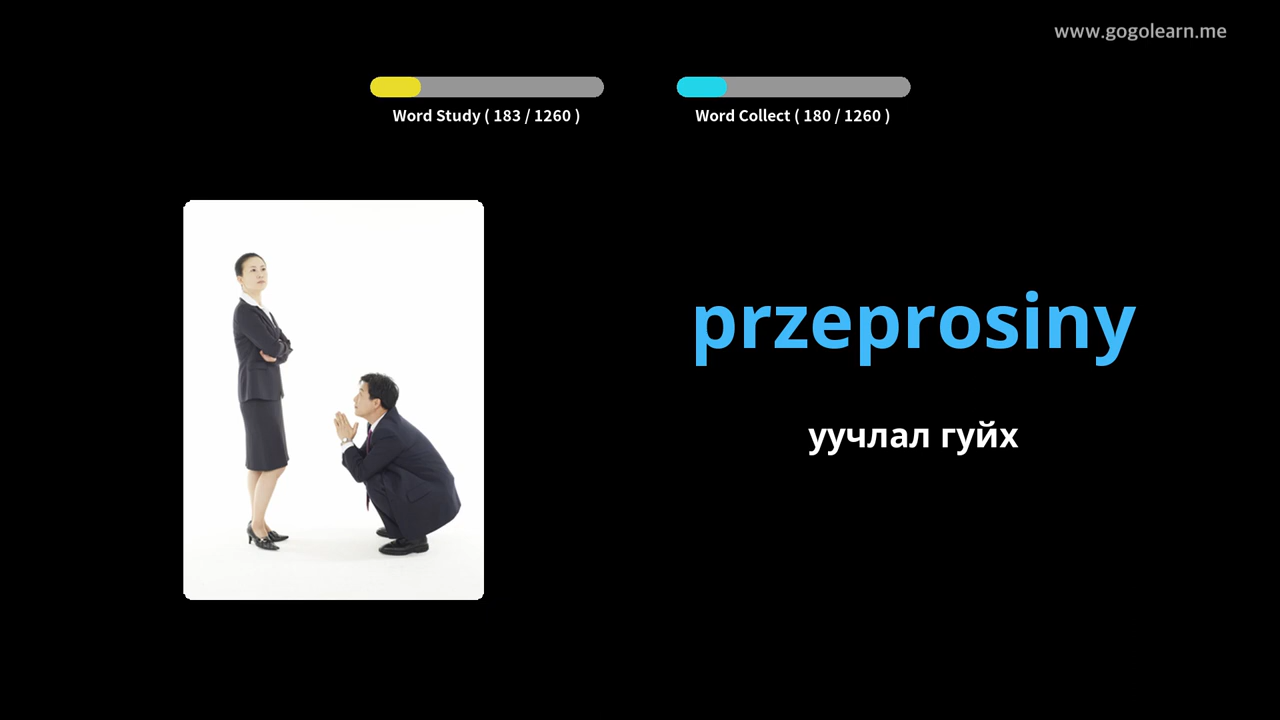 www.gogolearn.me
Word Study ( 183 / 1260 )
Word Collect ( 180 / 1260 )
przeprosiny
уучлал гуйх